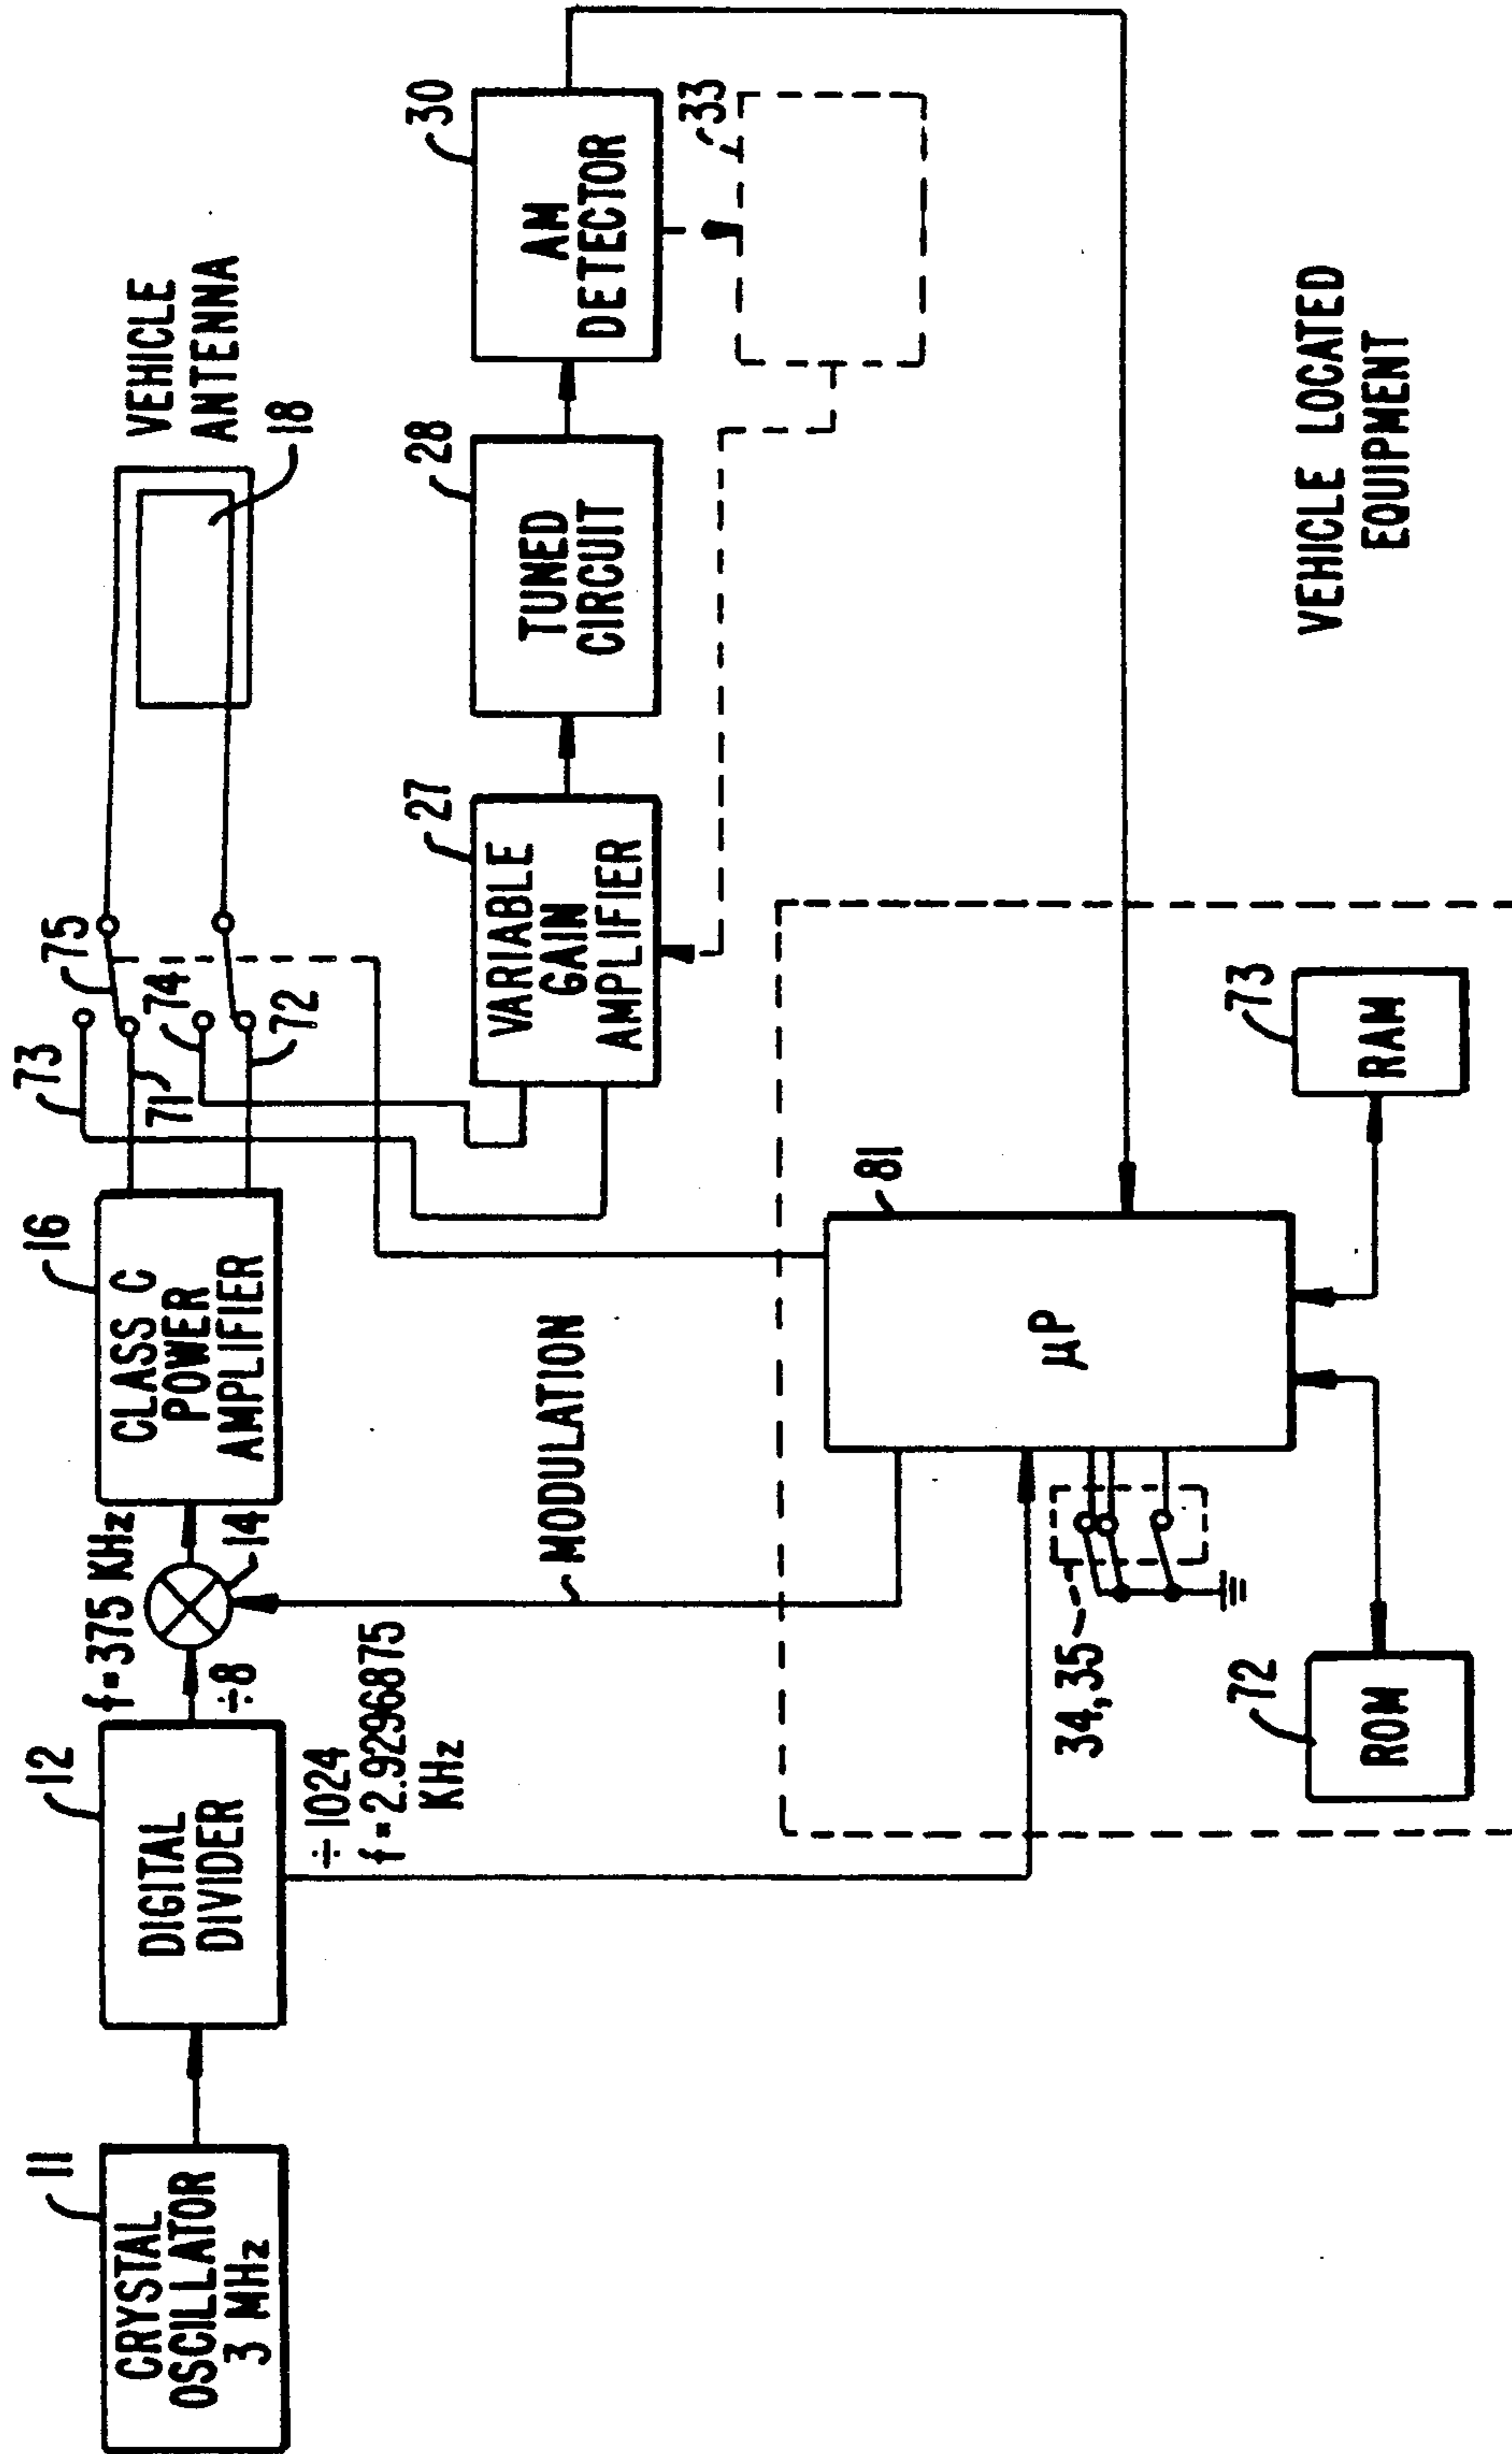 11
CRYSTAL
OSCILLATOR
3 MHz
12
DIGITAL
DIVIDER
÷8
÷1024
f=2.9296875
KHz
f=375 KHz
14
16
CLASS C
POWER
AMPLIFIER
73
71
74
75
72
VEHICLE
ANTENNA
18
27
VARIABLE
GAIN
AMPLIFIER
28
TUNED
CIRCUIT
30
AM
DETECTOR
33
MODULATION
81
μP
34,35
72
ROM
73
RAM
VEHICLE LOCATED
EQUIPMENT